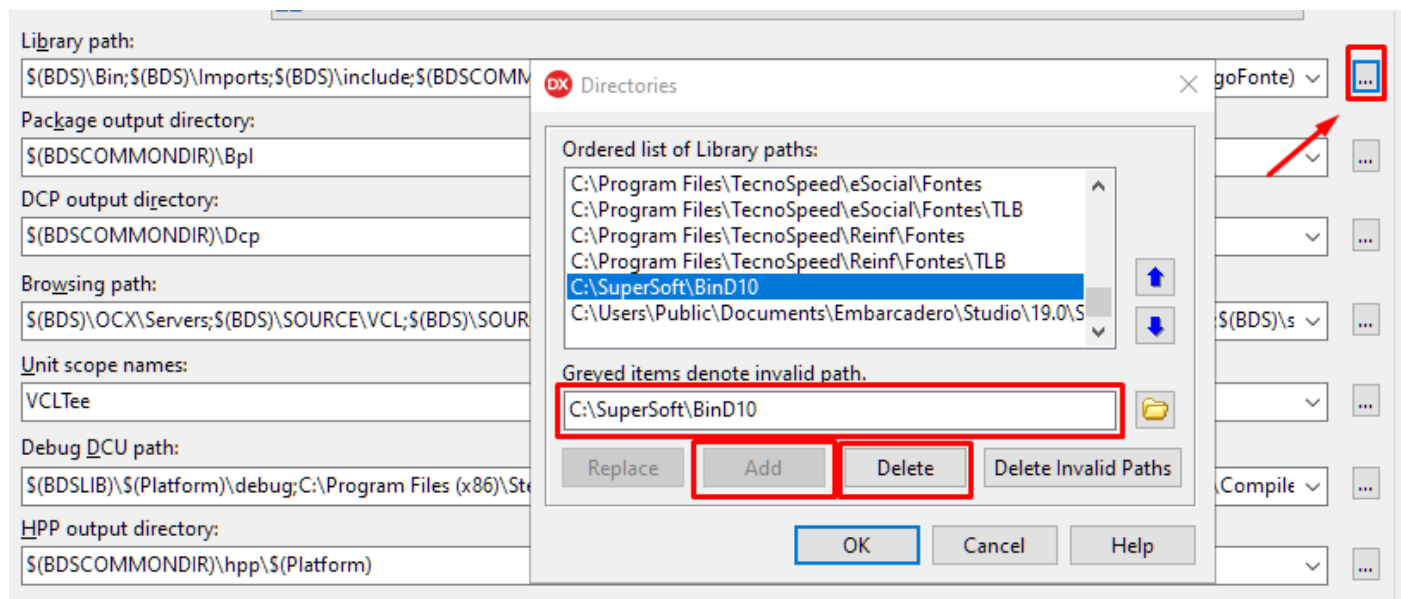 Library path:
$(BDS)\Bin;$(BDS)\Imports;$(BDS)\include;$(BDSCOMM
goFonte)
...
Package output directory:
$(BDSCOMMONDIR)\Bpl
...
DCP output directory:
$(BDSCOMMONDIR)\Dcp
...
Browsing path:
$(BDS)\OCX\Servers;$(BDS)\SOURCE\VCL;$(BDS)\SOUR
;$(BDS)\s
...
Unit scope names:
VCLTee
...
Debug DCU path:
$(BDSLIB)\$(Platform)\debug;C:\Program Files (x86)\Ste
\Compile
...
HPP output directory:
$(BDSCOMMONDIR)\hpp\$(Platform)
...
DX Directories
Ordered list of Library paths:
C:\Program Files\TecnoSpeed\eSocial\Fontes
C:\Program Files\TecnoSpeed\eSocial\Fontes\TLB
C:\Program Files\TecnoSpeed\Reinf\Fontes
C:\Program Files\TecnoSpeed\Reinf\Fontes\TLB
C:\SuperSoft\BinD10
C:\Users\Public\Documents\Embarcadero\Studio\19.0\S
Greyed items denote invalid path.
C:\SuperSoft\BinD10
Replace Add Delete Delete Invalid Paths
OK Cancel Help